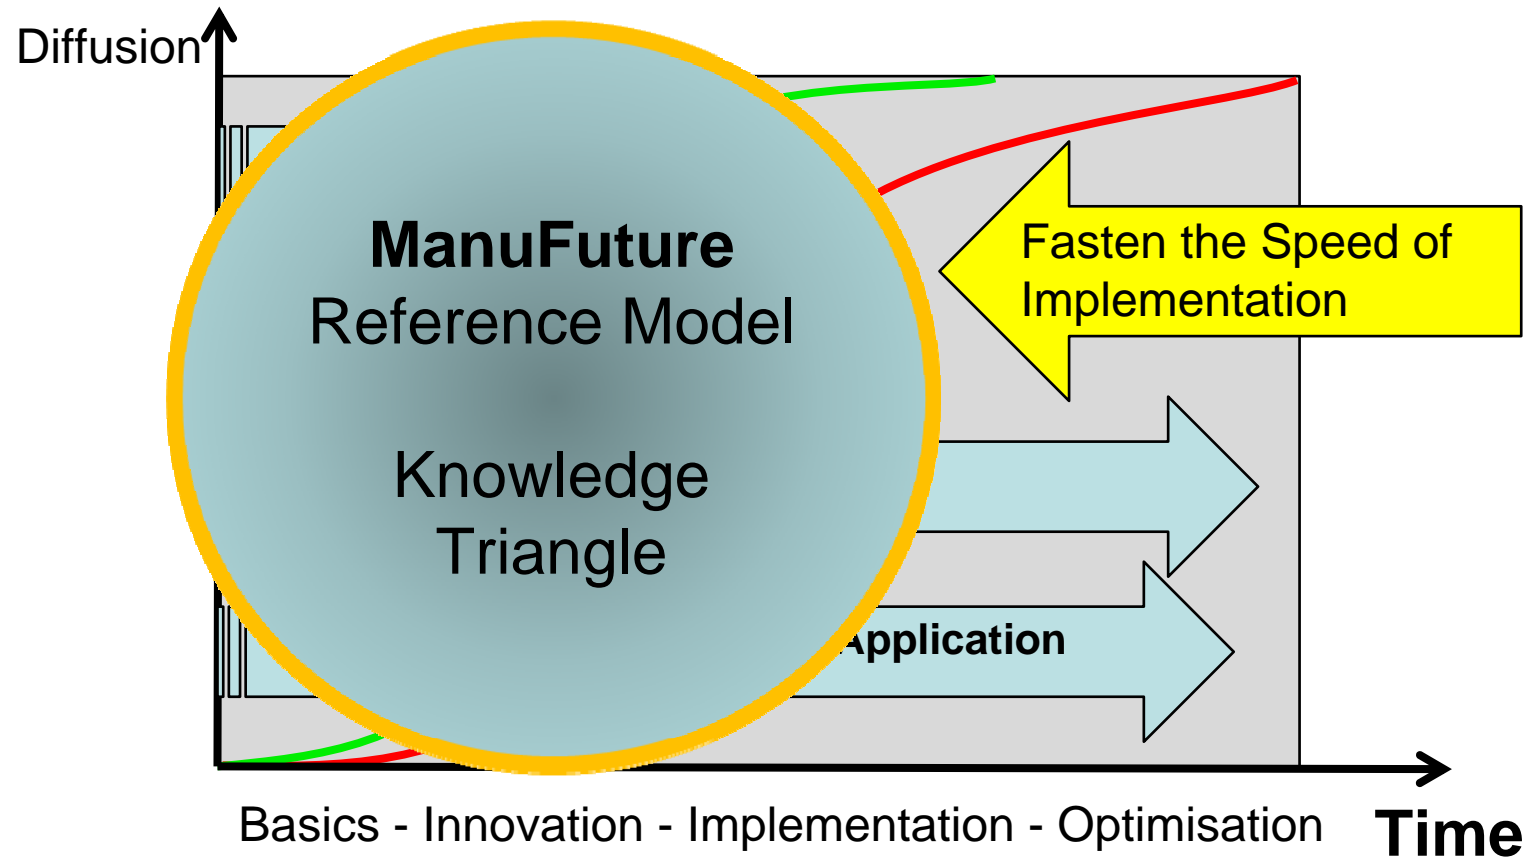 Diffusion
ManuFuture
Reference Model
Knowledge
Triangle
Fasten the Speed of
Implementation
Application
Basics - Innovation - Implementation - Optimisation
Time